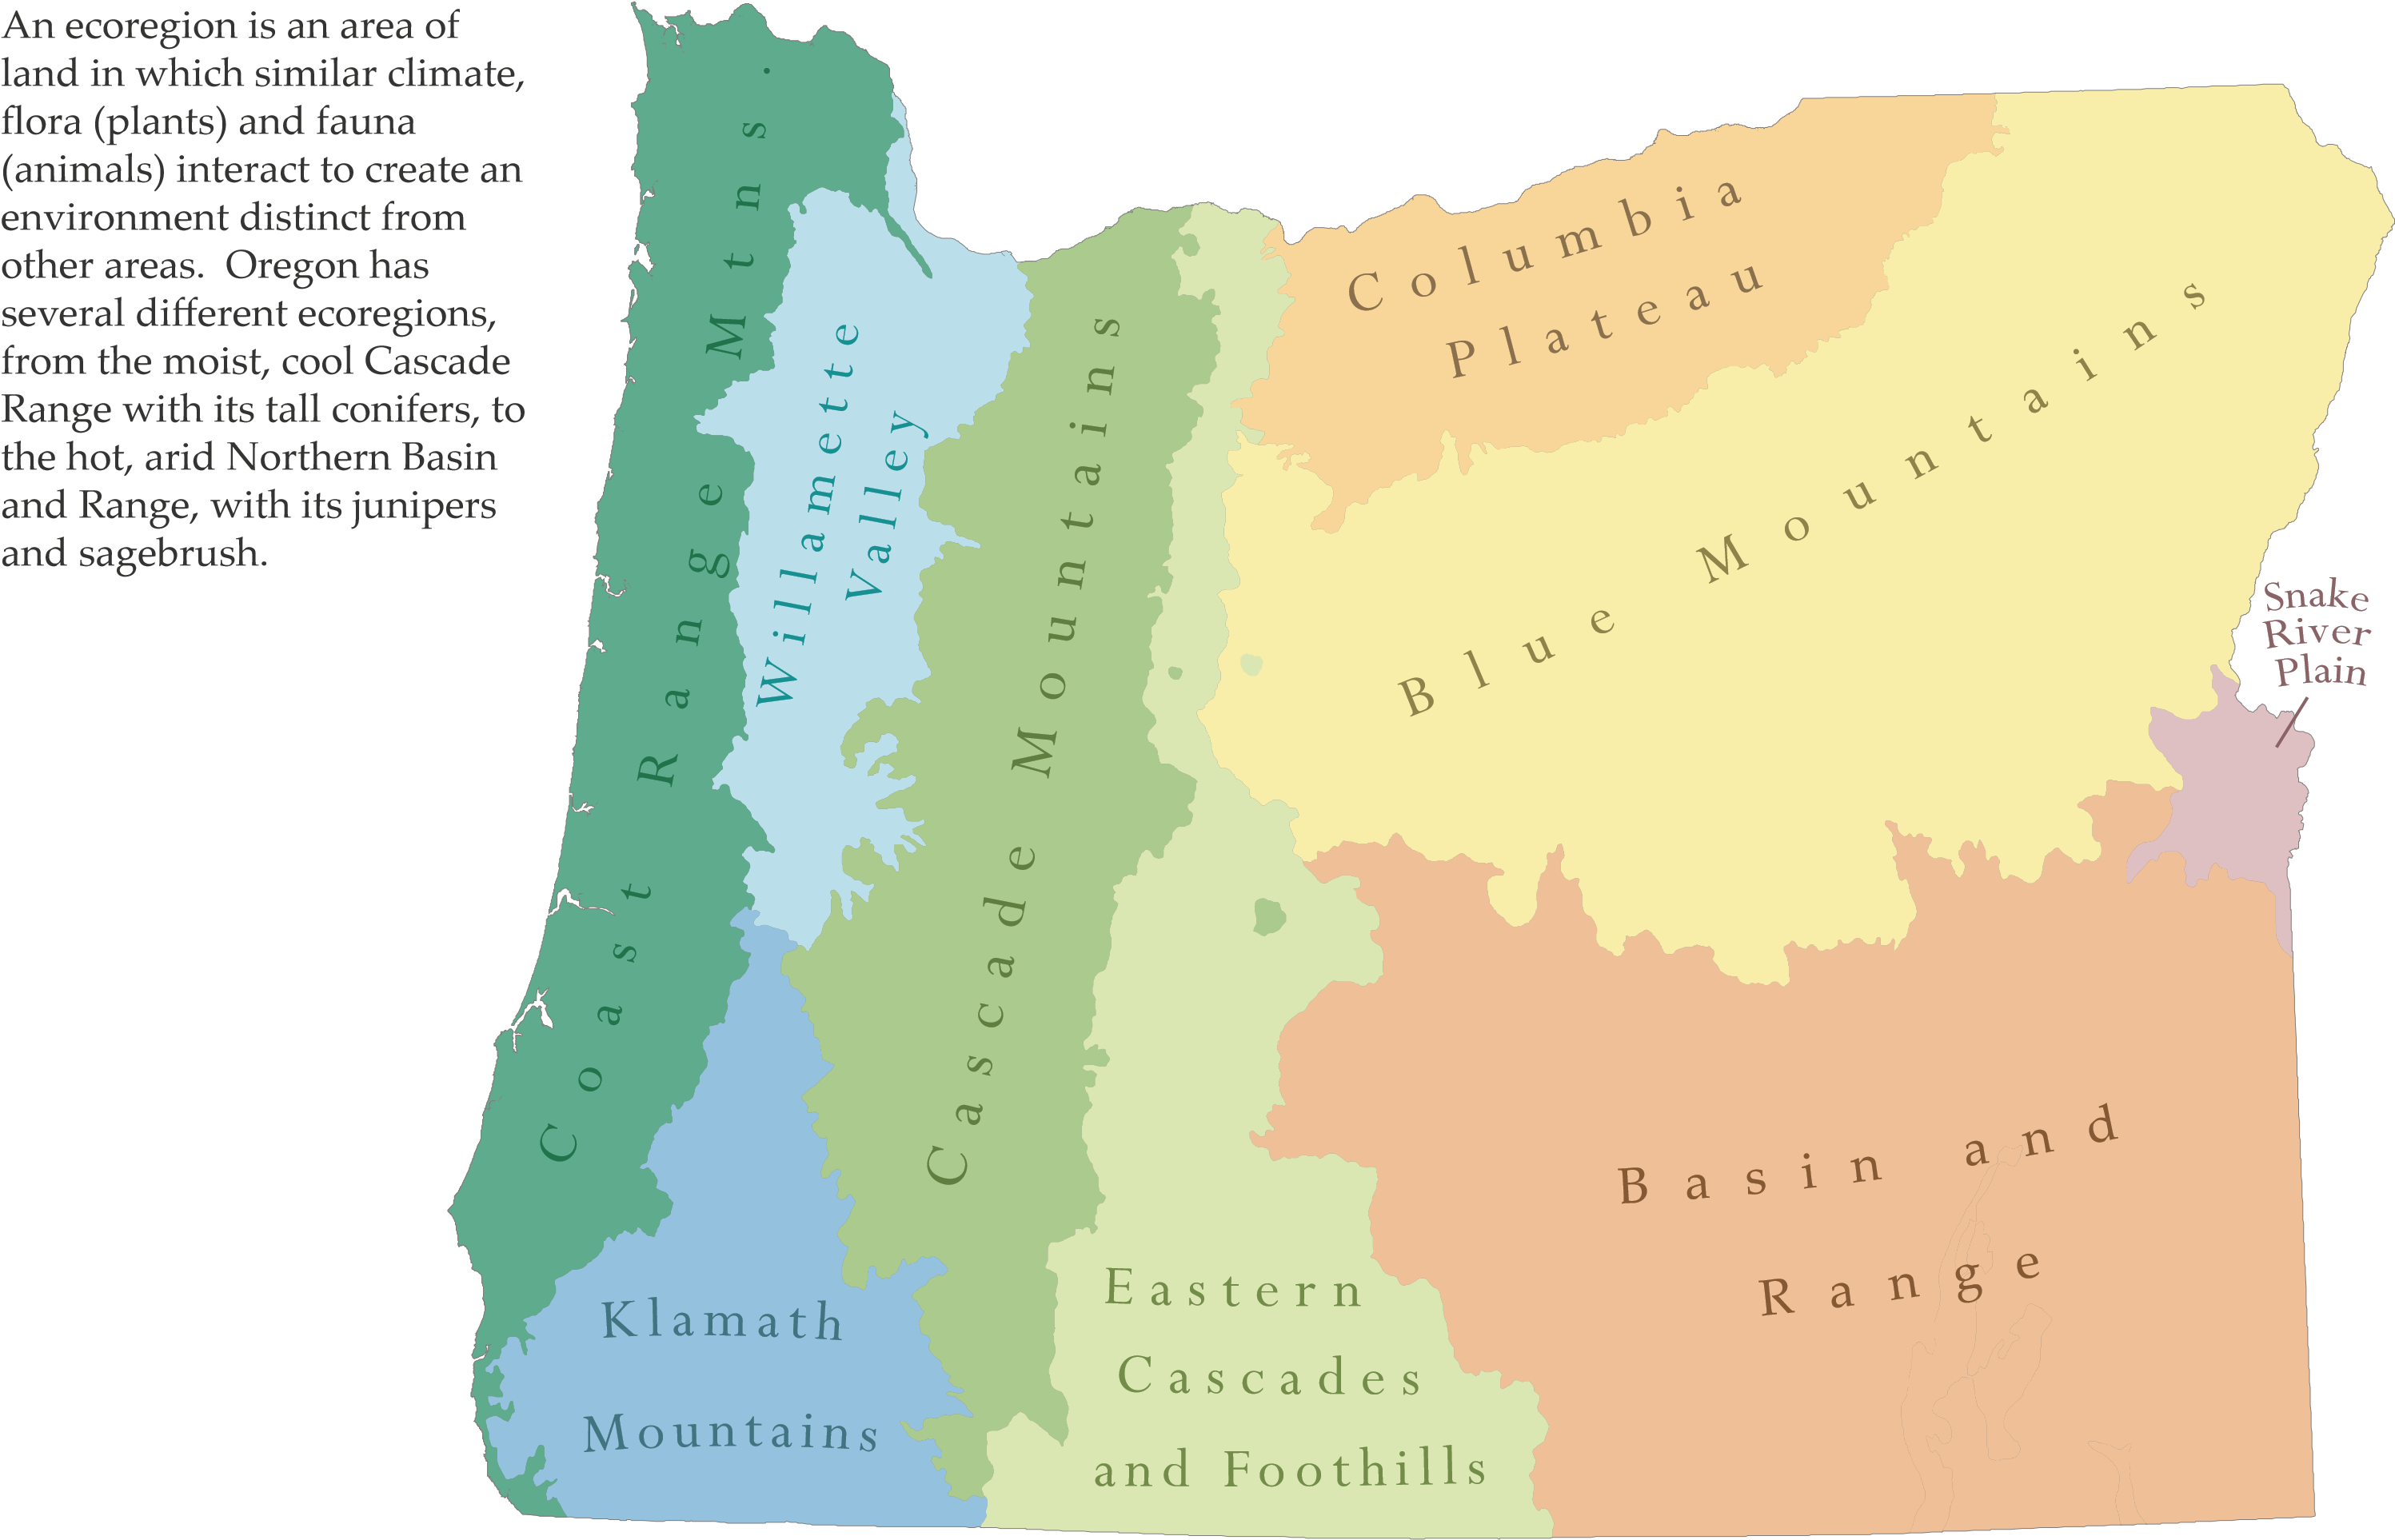 An ecoregion is an area of
land in which similar climate,
flora (plants) and fauna
(animals) interact to create an
environment distinct from
other areas.  Oregon has
several different ecoregions,
from the moist, cool Cascade
Range with its tall conifers, to
the hot, arid Northern Basin
and Range, with its junipers
and sagebrush.
Coast Range Mtns.
Willamette
Valley
Cascade Mountains
Columbia
Plateau
Blue Mountains
Snake
River
Plain
Basin and
Range
Klamath
Mountains
Eastern
Cascades
and Foothills